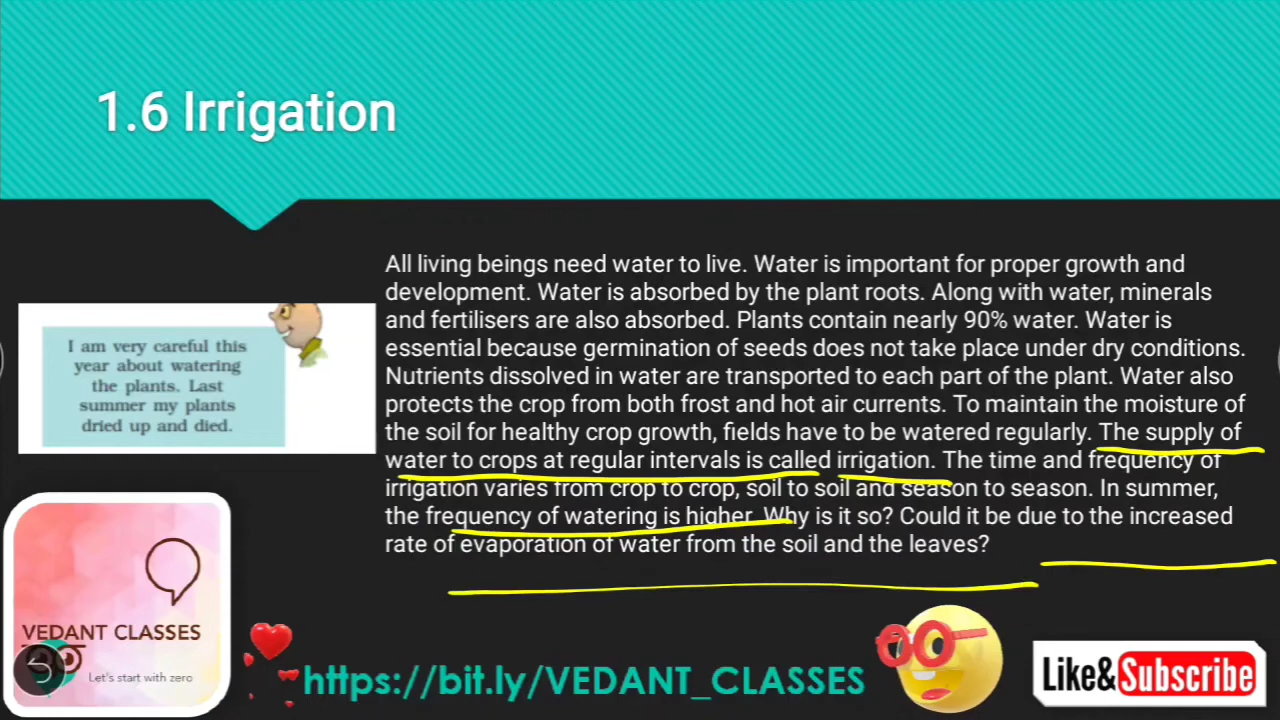 1.6 Irrigation
All living beings need water to live. Water is important for proper growth and
development. Water is absorbed by the plant roots. Along with water, minerals
and fertilisers are also absorbed. Plants contain nearly 90% water. Water is
essential because germination of seeds does not take place under dry conditions.
Nutrients dissolved in water are transported to each part of the plant. Water also
protects the crop from both frost and hot air currents. To maintain the moisture of
the soil for healthy crop growth, fields have to be watered regularly. The supply of
water to crops at regular intervals is called irrigation. The time and frequency of
irrigation varies from crop to crop, soil to soil and season to season. In summer,
the frequency of watering is higher. Why is it so? Could it be due to the increased
rate of evaporation of water from the soil and the leaves?
I am very careful this
year about watering
the plants. Last
summer my plants
dried up and died.
VEDANT CLASSES
Let's start with zero
https://bit.ly/VEDANT_CLASSES
Like&Subscribe